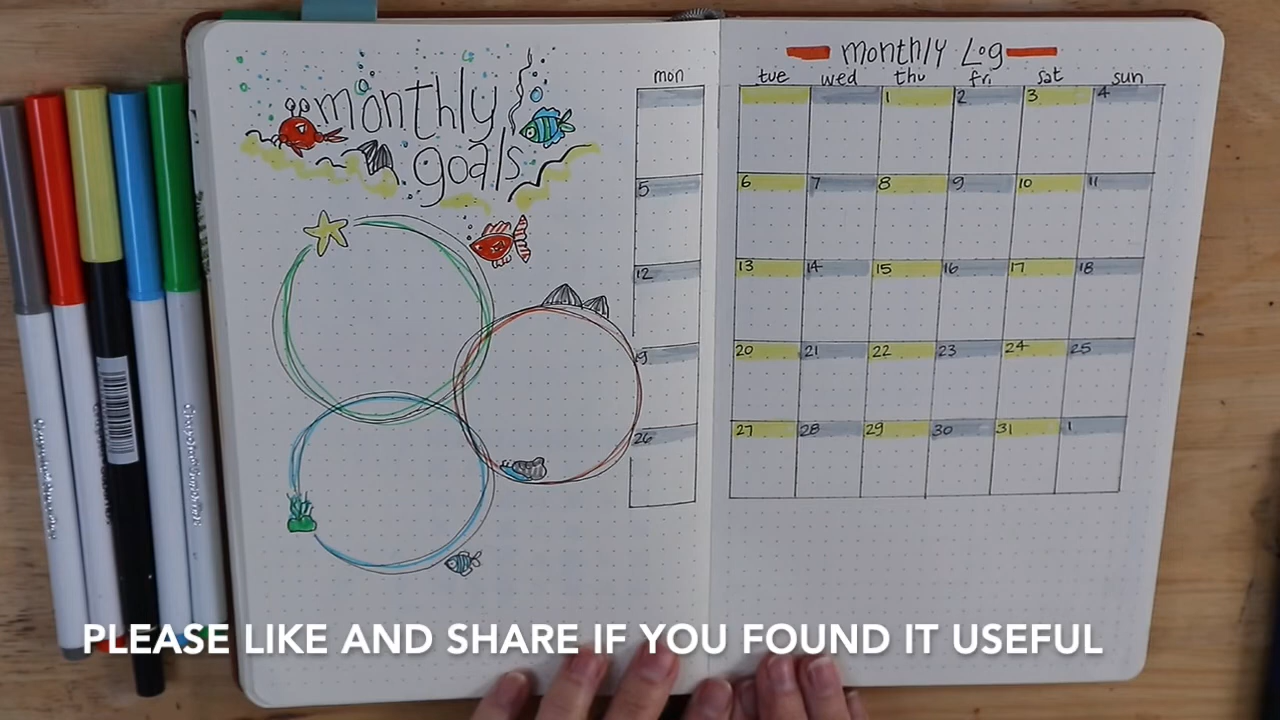 monthly
goals
monthly Log
mon tue wed thu fri sat sun
1 2 3 4
5 6 7 8 9 10 11
12 13 14 15 16 17 18
19 20 21 22 23 24 25
26 27 28 29 30 31 1
PLEASE LIKE AND SHARE IF YOU FOUND IT USEFUL